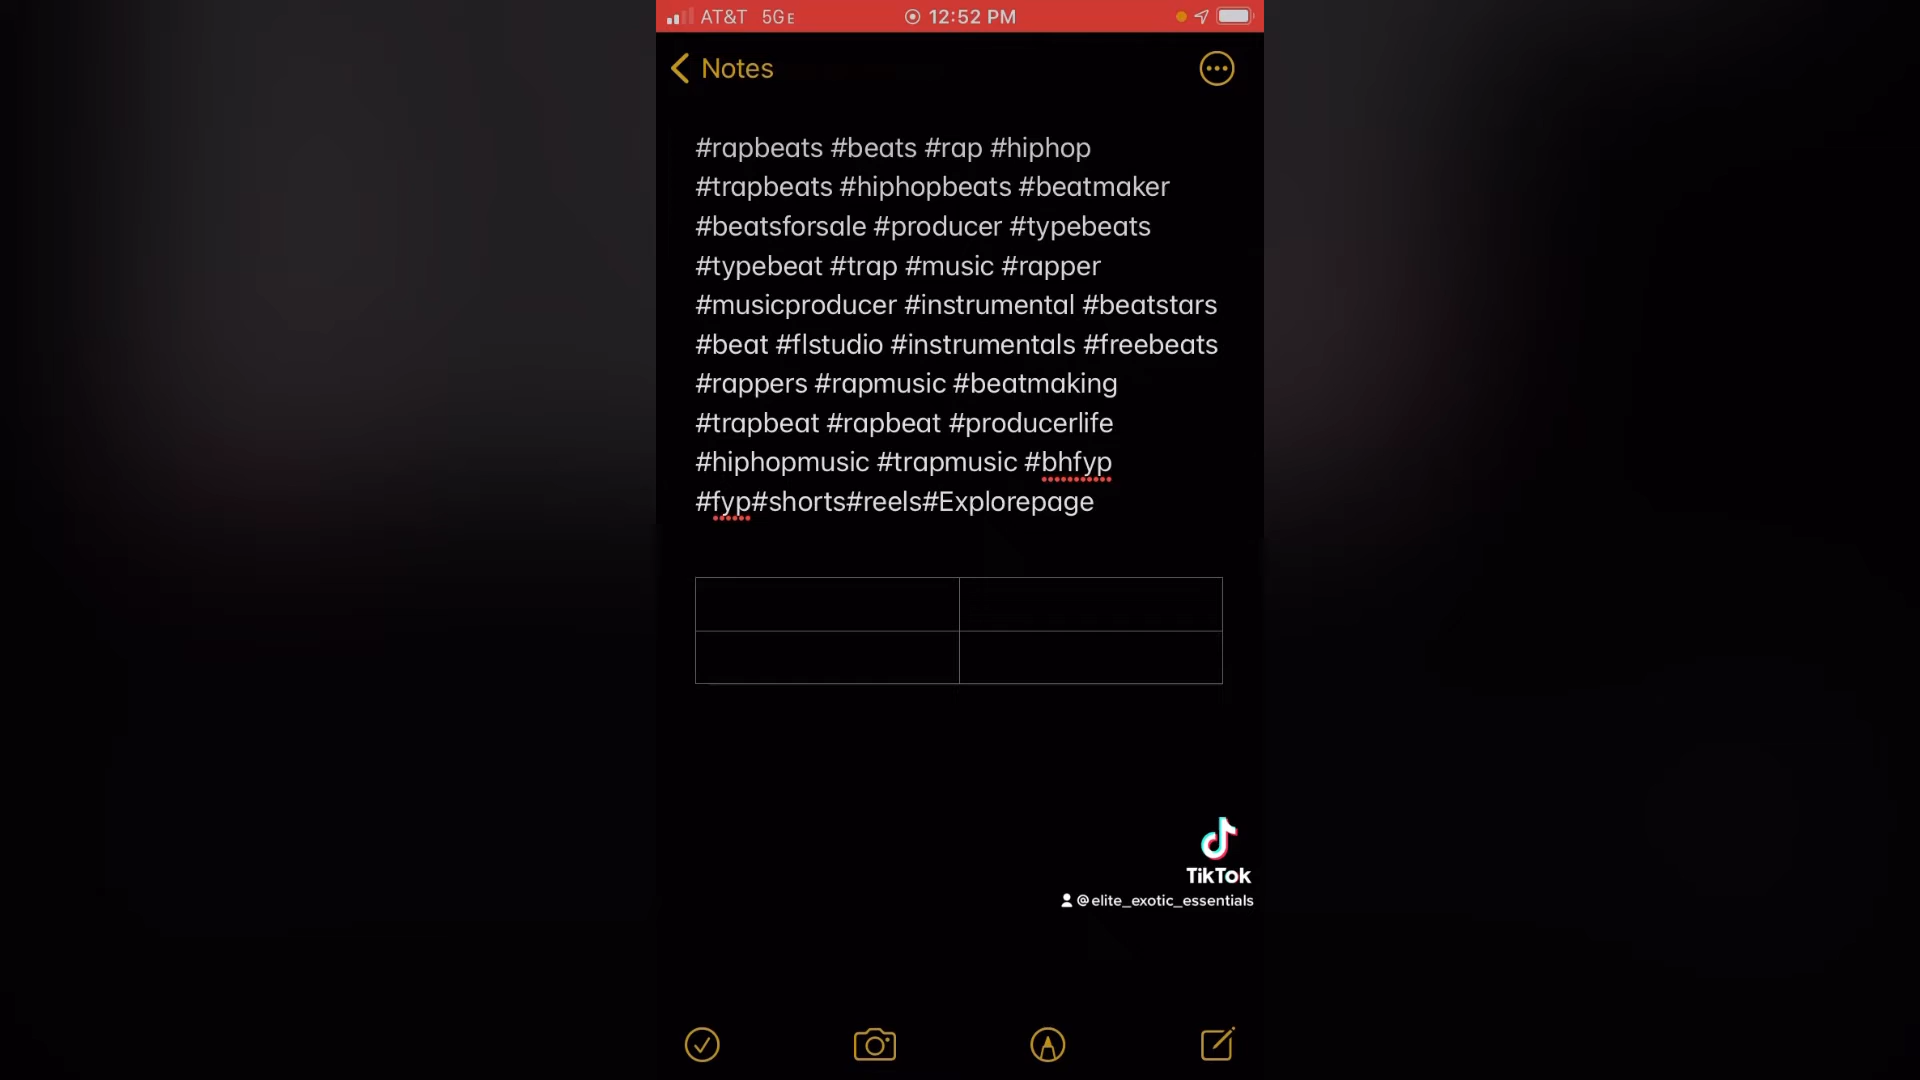 AT&T 5GE 12:52 PM
Notes
#rapbeats #beats #rap #hiphop
#trapbeats #hiphopbeats #beatmaker
#beatsforsale #producer #typebeats
#typebeat #trap #music #rapper
#musicproducer #instrumental #beatstars
#beat #flstudio #instrumentals #freebeats
#rappers #rapmusic #beatmaking
#trapbeat #rapbeat #producerlife
#hiphopmusic #trapmusic #bhfyp
#fyp#shorts#reels#Explorepage
TikTok
@elite_exotic_essentials